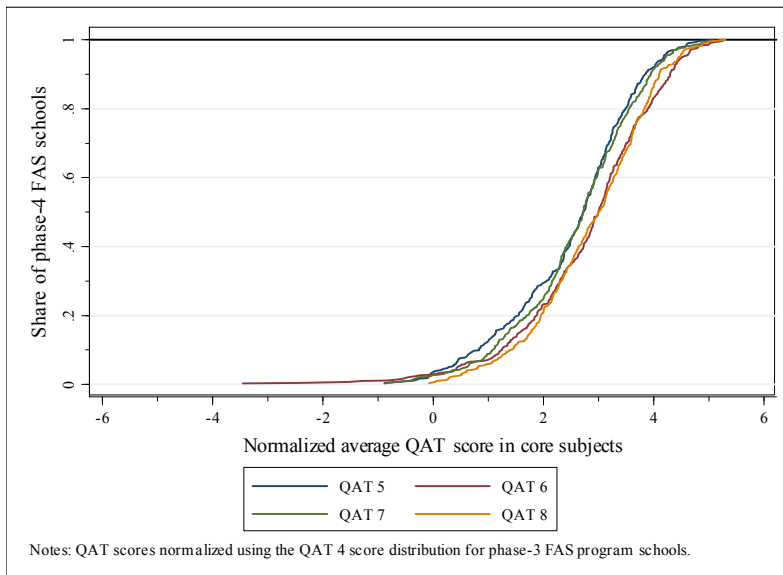 Share of phase-4 FAS schools
1
.8
.6
.4
.2
0
-6 -4 -2 0 2 4 6
Normalized average QAT score in core subjects
QAT 5 QAT 6
QAT 7 QAT 8
Notes: QAT scores normalized using the QAT 4 score distribution for phase-3 FAS program schools.